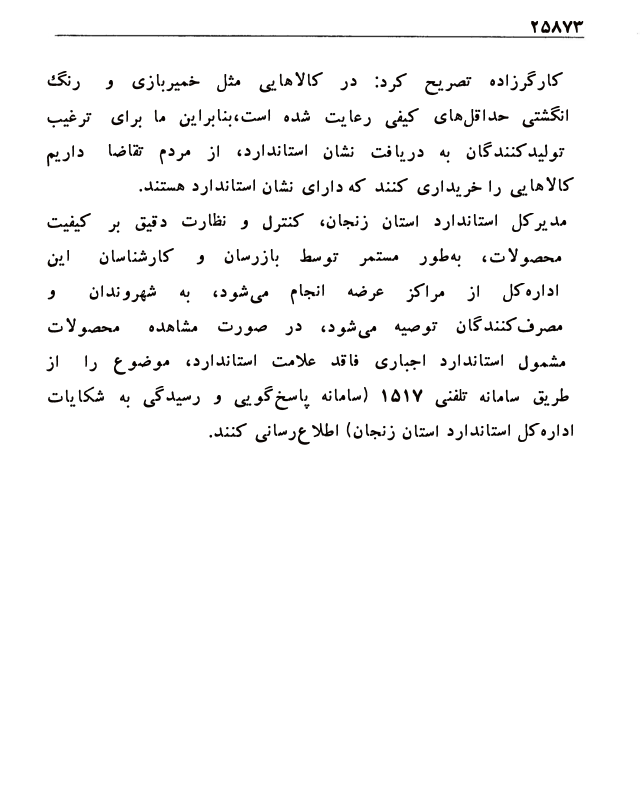 ۲۵۸۷۳
کارگرزاده تصریح کرد: در کالاهایی مثل خمیربازی و رنگ
انگشتی حداقل‌های کیفی رعایت شده است،بنابراین ما برای ترغیب
تولیدکنندگان به دریافت نشان استاندارد، از مردم تقاضا داریم
کالاهایی را خریداری کنند که دارای نشان استاندارد هستند.
مدیرکل استاندارد استان زنجان، کنترل و نظارت دقیق بر کیفیت
محصولات، به‌طور مستمر توسط بازرسان و کارشناسان این
اداره‌کل از مراکز عرضه انجام می‌شود، به شهروندان و
مصرف‌کنندگان توصیه می‌شود، در صورت مشاهده محصولات
مشمول استاندارد اجباری فاقد علامت استاندارد، موضوع را از
طریق سامانه تلفنی ۱۵۱۷ (سامانه پاسخ‌گویی و رسیدگی به شکایات
اداره‌کل استاندارد استان زنجان) اطلاع‌رسانی کنند.